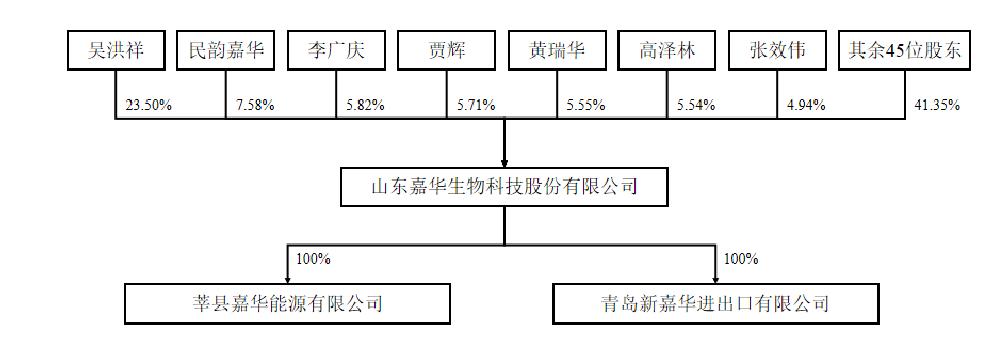 吴洪祥 民韵嘉华 李广庆 贾辉 黄瑞华 高泽林 张效伟 其余45位股东
23.50% 7.58% 5.82% 5.71% 5.55% 5.54% 4.94% 41.35%
山东嘉华生物科技股份有限公司
100% 100%
莘县嘉华能源有限公司 青岛新嘉华进出口有限公司